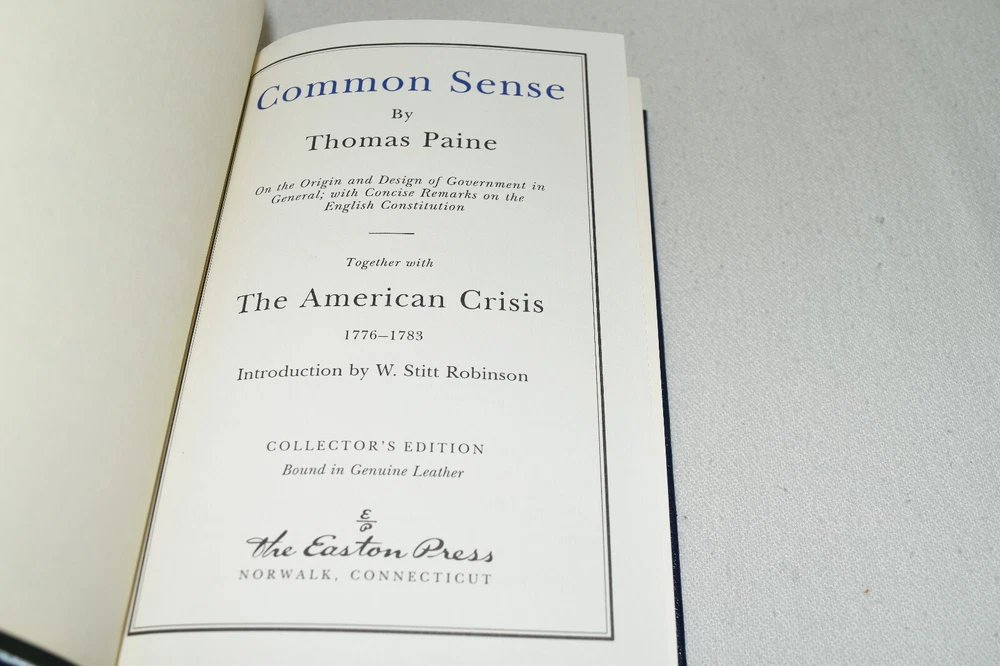 Common Sense
By
Thomas Paine
On the Origin and Design of Government in
General; with Concise Remarks on the
English Constitution
Together with
The American Crisis
1776–1783
Introduction by W. Stitt Robinson
COLLECTOR'S EDITION
Bound in Genuine Leather
E
P
the Easton Press
NORWALK, CONNECTICUT